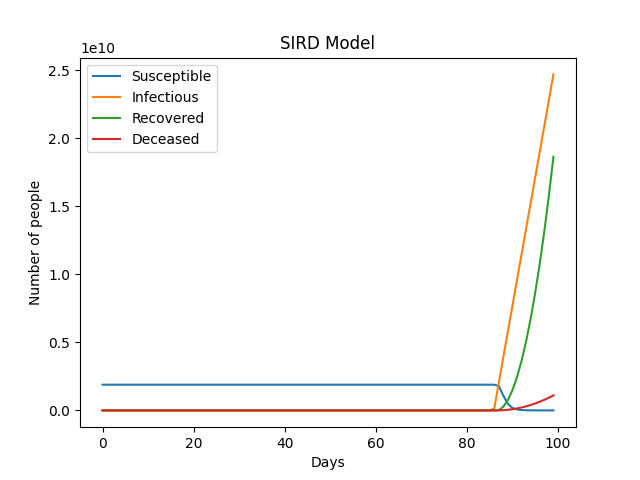 SIRD Model
1e10
Susceptible
Infectious
Recovered
Deceased
2.5
2.0
1.5
1.0
0.5
0.0
Number of people
0 20 40 60 80 100
Days